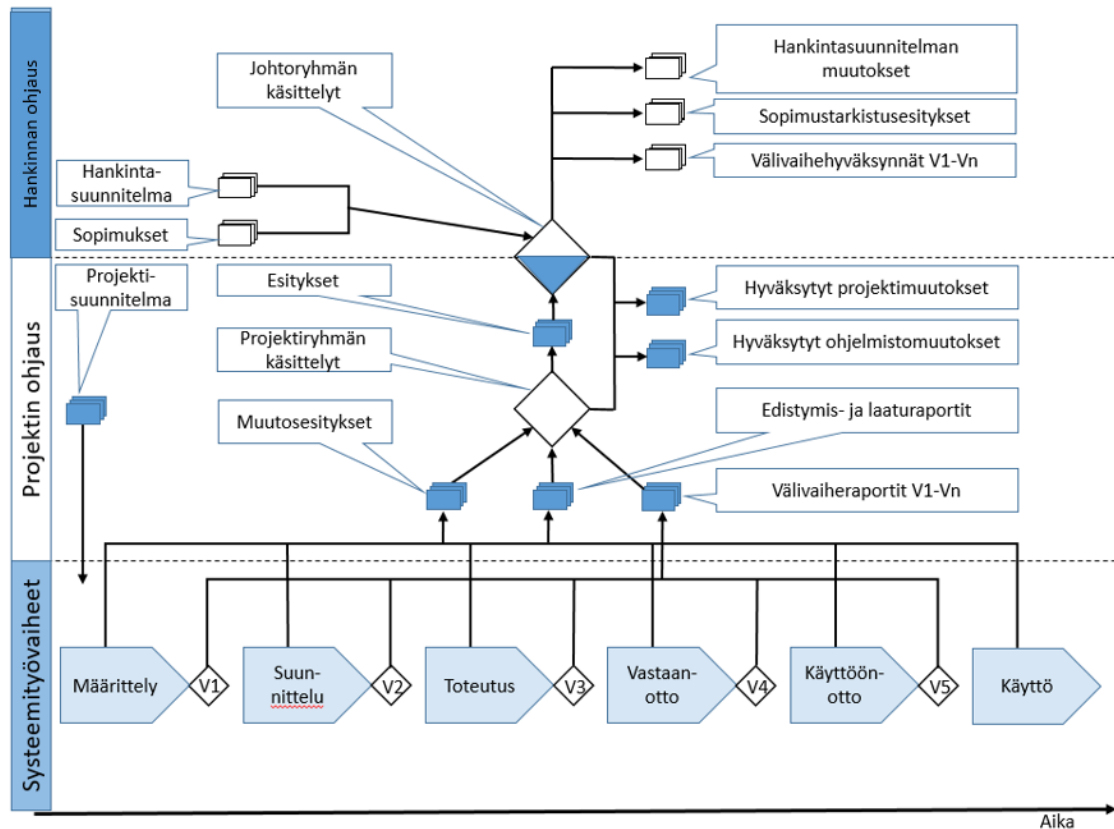 Hankinnan ohjaus
Johtoryhmän
käsittelyt
Hankintasuunnitelman
muutokset
Sopimustarkistusesitykset
Välivaihehyväksynnät V1-Vn
Hankinta-
suunnitelma
Sopimukset
Projektin ohjaus
Projekti-
suunnitelma
Esitykset
Hyväksytyt projektimuutokset
Projektiryhmän
käsittelyt
Hyväksytyt ohjelmistomuutokset
Muutosesitykset
Edistymis- ja laaturaportit
Välivaiheraportit V1-Vn
Systeemityövaiheet
Määrittely
V1
Suun-
nittelu
V2
Toteutus
V3
Vastaan-
otto
V4
Käyttöön-
otto
V5
Käyttö
Aika